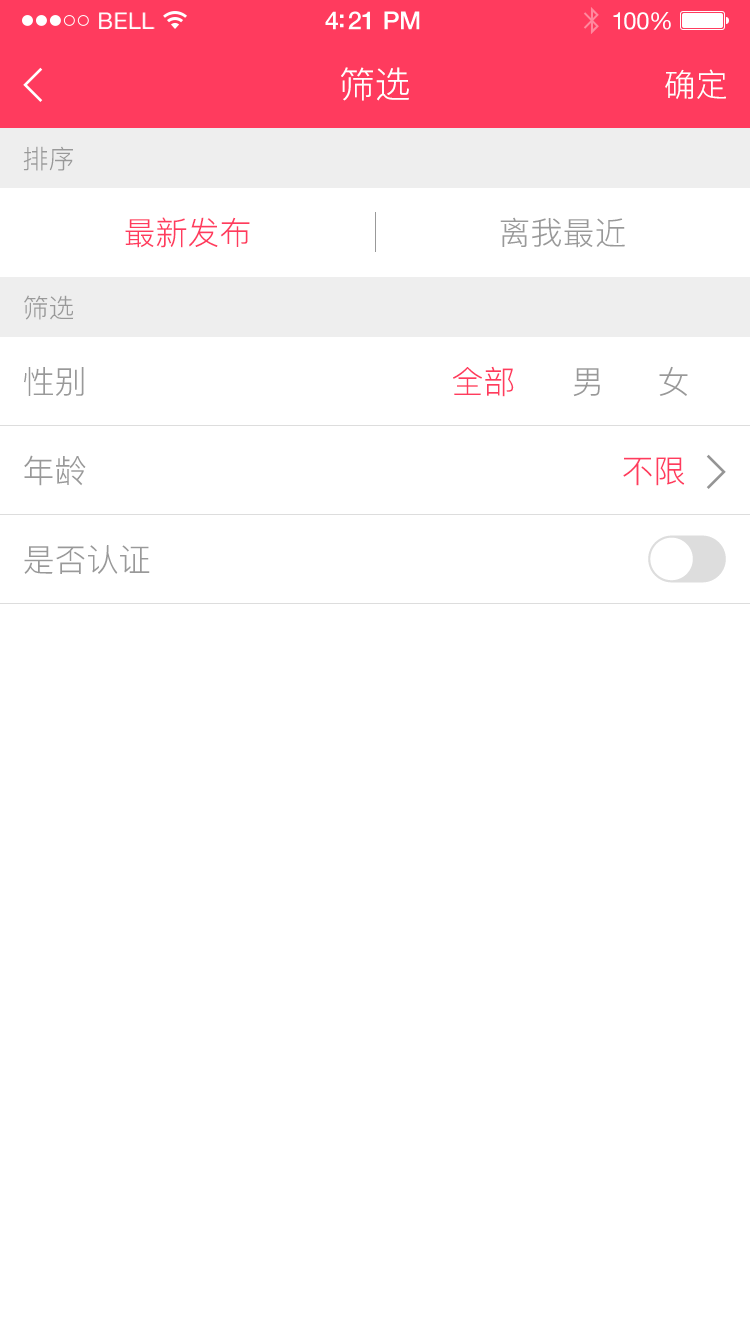 BELL 4:21 PM 100%
筛选 确定
排序
最新发布 离我最近
筛选
性别 全部 男 女
年龄 不限
是否认证